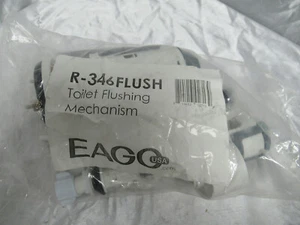 R-346FLUSH
Toilet Flushing
Mechanism
EAGO USA